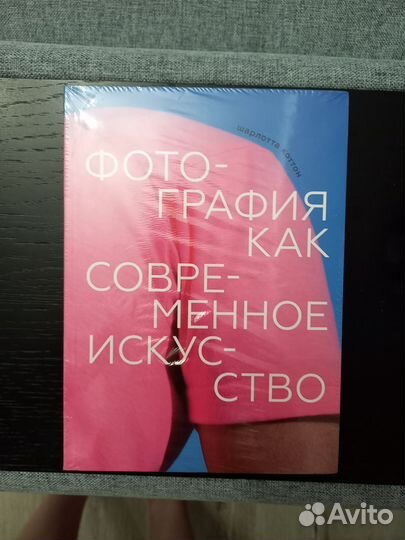 шарлотта коттон
ФОТО-
ГРАФИЯ
КАК
СОВРЕ-
МЕННОЕ
ИСКУС-
СТВО
Avito